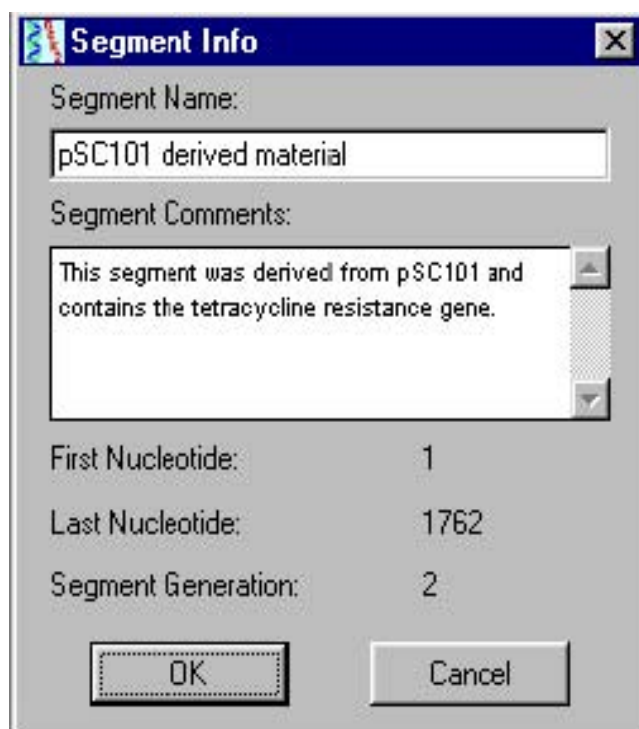 Segment Info
Segment Name:
pSC101 derived material
Segment Comments:
This segment was derived from pSC101 and
contains the tetracycline resistance gene.
First Nucleotide: 1
Last Nucleotide: 1762
Segment Generation: 2
OK Cancel